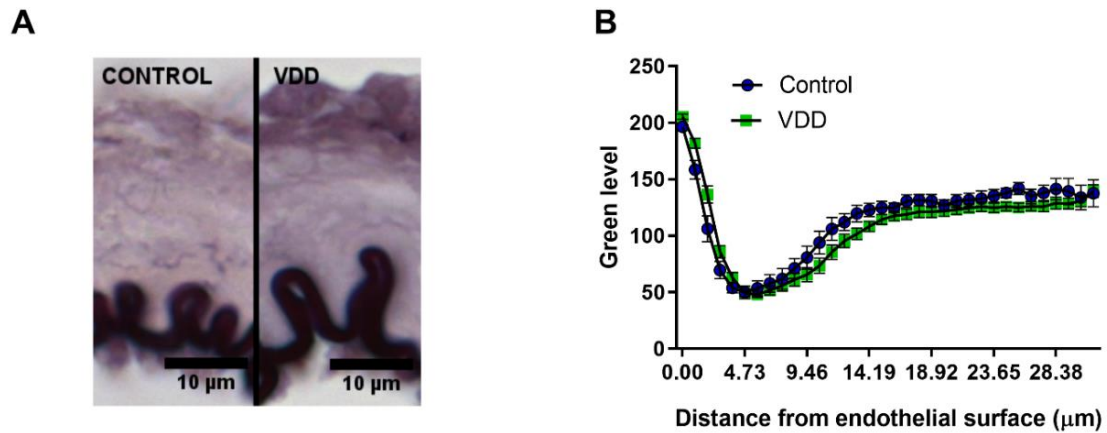 A
CONTROL
VDD
10 µm
10 µm
B
Control
VDD
250
200
150
100
50
0
Green level
0.00 4.73 9.46 14.19 18.92 23.65 28.38
Distance from endothelial surface (µm)